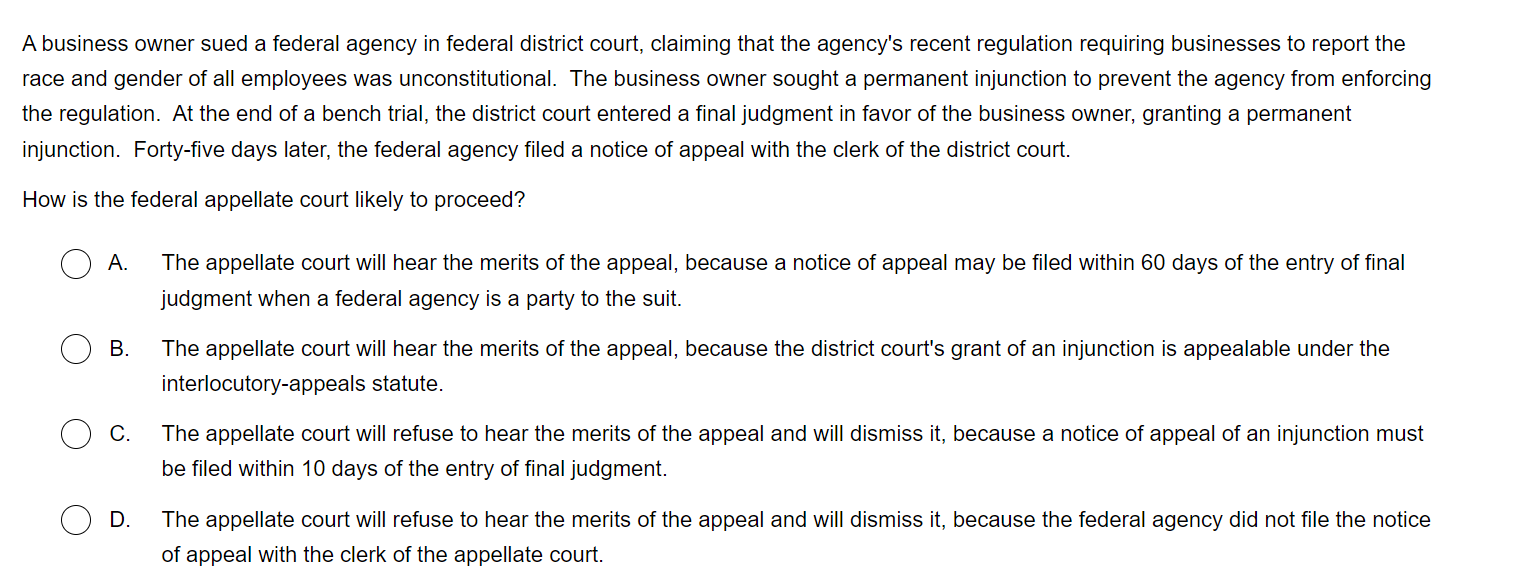 A business owner sued a federal agency in federal district court, claiming that the agency's recent regulation requiring businesses to report the
race and gender of all employees was unconstitutional.  The business owner sought a permanent injunction to prevent the agency from enforcing
the regulation.  At the end of a bench trial, the district court entered a final judgment in favor of the business owner, granting a permanent
injunction.  Forty-five days later, the federal agency filed a notice of appeal with the clerk of the district court.
How is the federal appellate court likely to proceed?
A. The appellate court will hear the merits of the appeal, because a notice of appeal may be filed within 60 days of the entry of final
judgment when a federal agency is a party to the suit.
B. The appellate court will hear the merits of the appeal, because the district court's grant of an injunction is appealable under the
interlocutory-appeals statute.
C. The appellate court will refuse to hear the merits of the appeal and will dismiss it, because a notice of appeal of an injunction must
be filed within 10 days of the entry of final judgment.
D. The appellate court will refuse to hear the merits of the appeal and will dismiss it, because the federal agency did not file the notice
of appeal with the clerk of the appellate court.